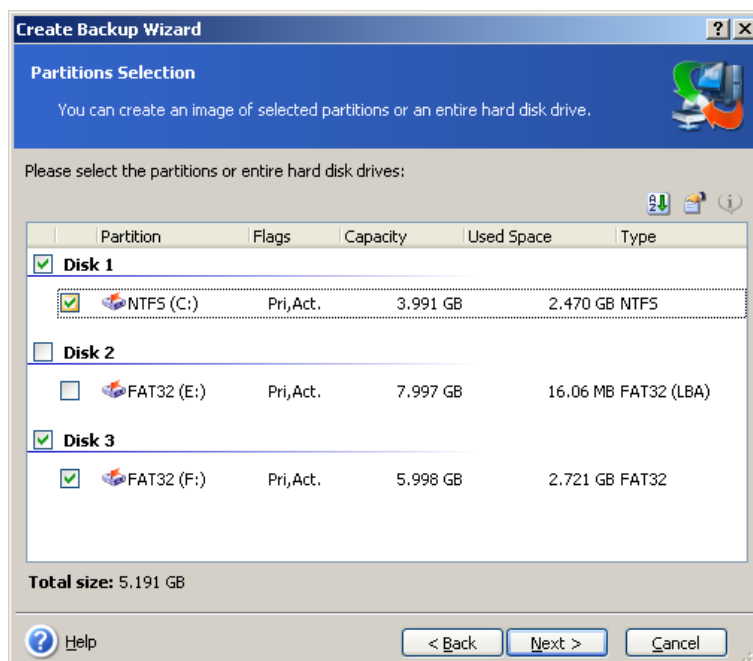 Create Backup Wizard
Partitions Selection
You can create an image of selected partitions or an entire hard disk drive.
Please select the partitions or entire hard disk drives:
Partition Flags Capacity Used Space Type
Disk 1
NTFS (C:) Pri,Act. 3.991 GB 2.470 GB NTFS
Disk 2
FAT32 (E:) Pri,Act. 7.997 GB 16.06 MB FAT32 (LBA)
Disk 3
FAT32 (F:) Pri,Act. 5.998 GB 2.721 GB FAT32
Total size: 5.191 GB
Help < Back Next > Cancel